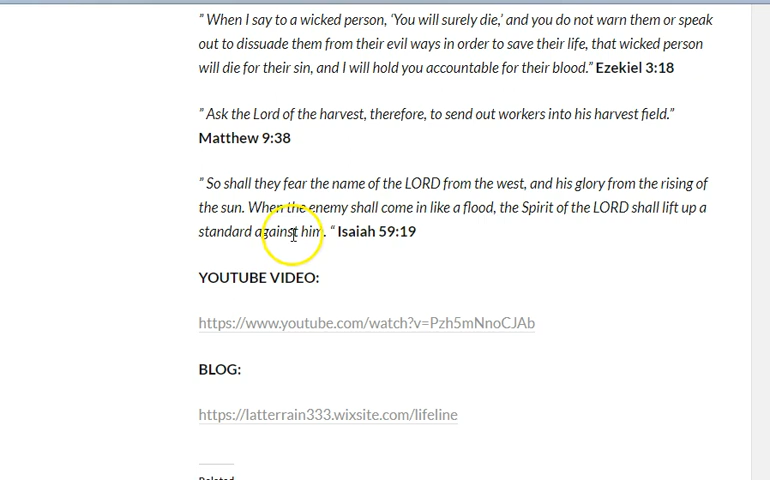 ” When I say to a wicked person, ‘You will surely die,’ and you do not warn them or speak
out to dissuade them from their evil ways in order to save their life, that wicked person
will die for their sin, and I will hold you accountable for their blood.” Ezekiel 3:18
” Ask the Lord of the harvest, therefore, to send out workers into his harvest field.”
Matthew 9:38
” So shall they fear the name of the LORD from the west, and his glory from the rising of
the sun. When the enemy shall come in like a flood, the Spirit of the LORD shall lift up a
standard against him. “ Isaiah 59:19
YOUTUBE VIDEO:
https://www.youtube.com/watch?v=Pzh5mNnoCJAb
BLOG:
https://latterrain333.wixsite.com/lifeline
Related